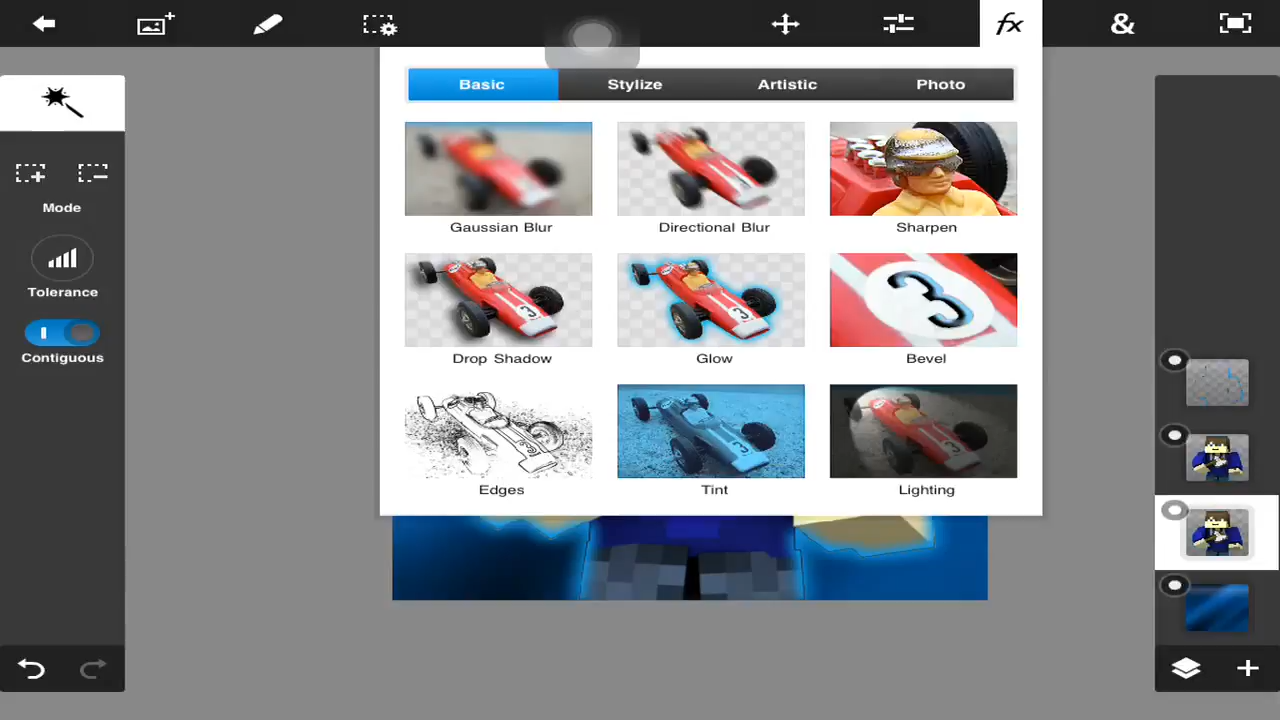 fx
&
Basic
Stylize
Artistic
Photo
Mode
Tolerance
Contiguous
Gaussian Blur
Directional Blur
Sharpen
Drop Shadow
Glow
Bevel
Edges
Tint
Lighting